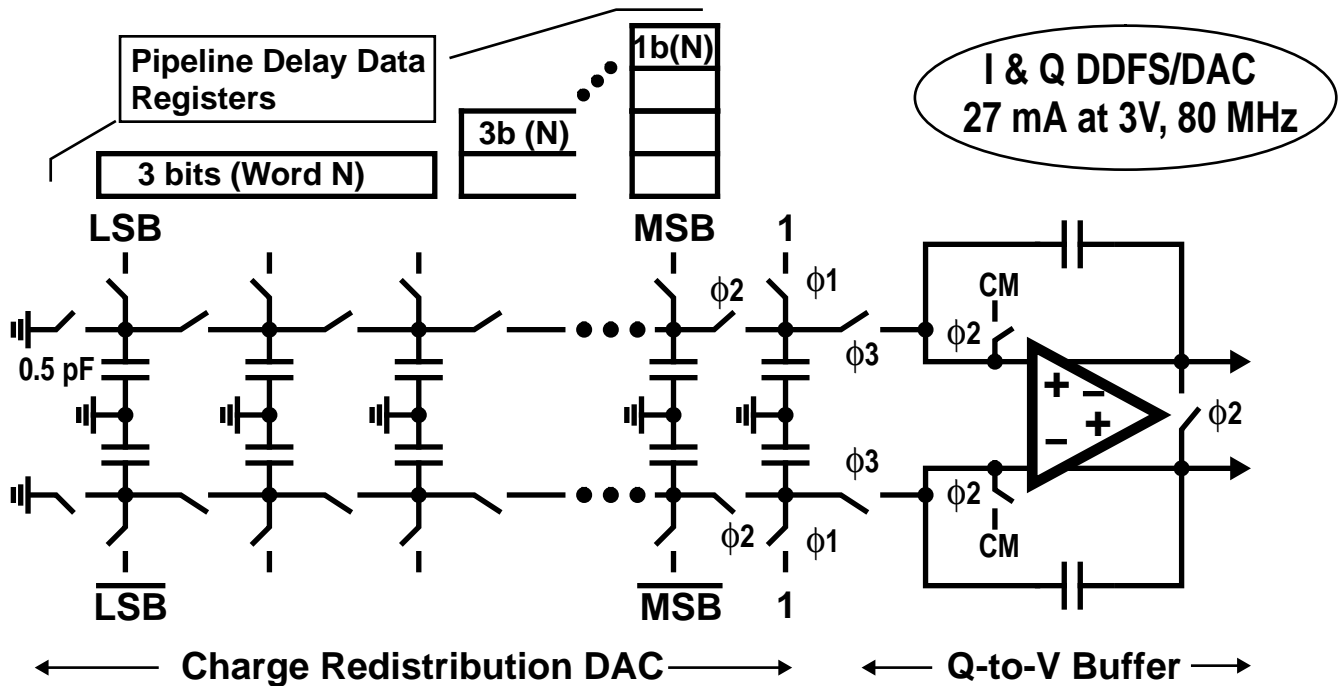 Pipeline Delay Data
Registers
1b(N)
3b (N)
3 bits (Word N)
I & Q DDFS/DAC
27 mA at 3V, 80 MHz
LSB
MSB
1
ϕ2
ϕ1
CM
ϕ2
0.5 pF
ϕ3
+
−
+
−
ϕ2
ϕ3
ϕ2
ϕ2
ϕ1
CM
L̅S̅B̅
M̅S̅B̅
1
Charge Redistribution DAC
Q-to-V Buffer